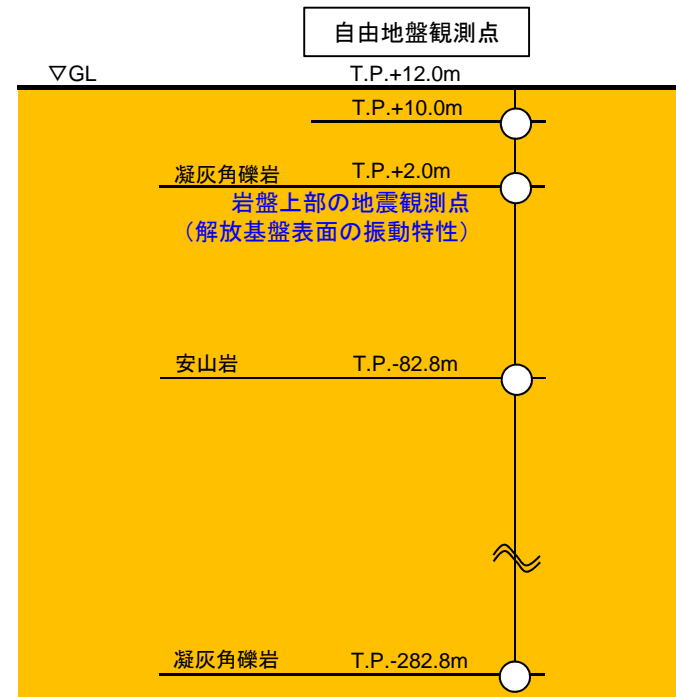 自由地盤観測点
▽GL T.P.+12.0m
T.P.+10.0m
凝灰角礫岩 T.P.+2.0m
岩盤上部の地震観測点
（解放基盤表面の振動特性）
安山岩 T.P.-82.8m
凝灰角礫岩 T.P.-282.8m